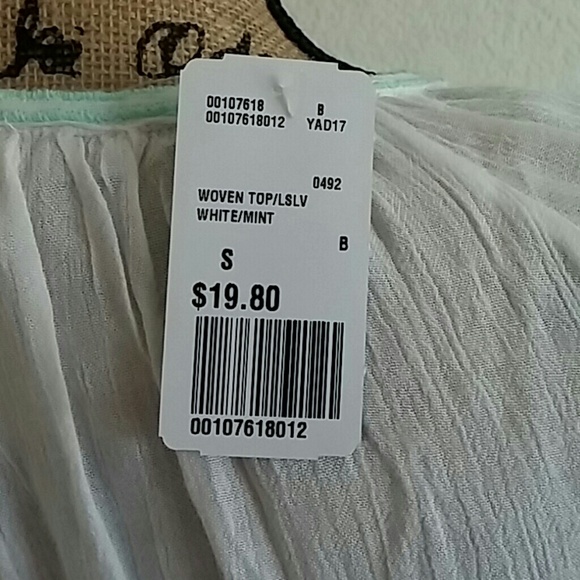 00107618 B
00107618012 YAD17
0492
WOVEN TOP/LSLV
WHITE/MINT
B
S
$19.80
00107618012